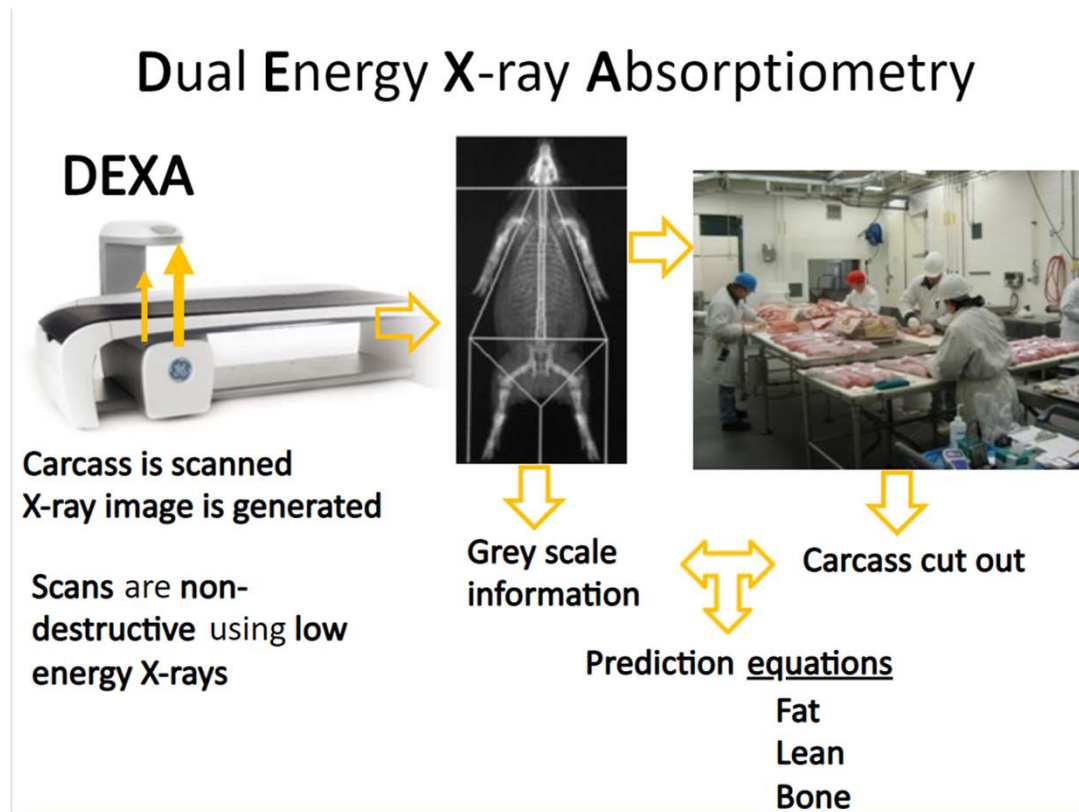 Dual Energy X-ray Absorptiometry
DEXA
Carcass is scanned
X-ray image is generated
Scans are non-
destructive using low
energy X-rays
Grey scale
information
Carcass cut out
Prediction equations
Fat
Lean
Bone